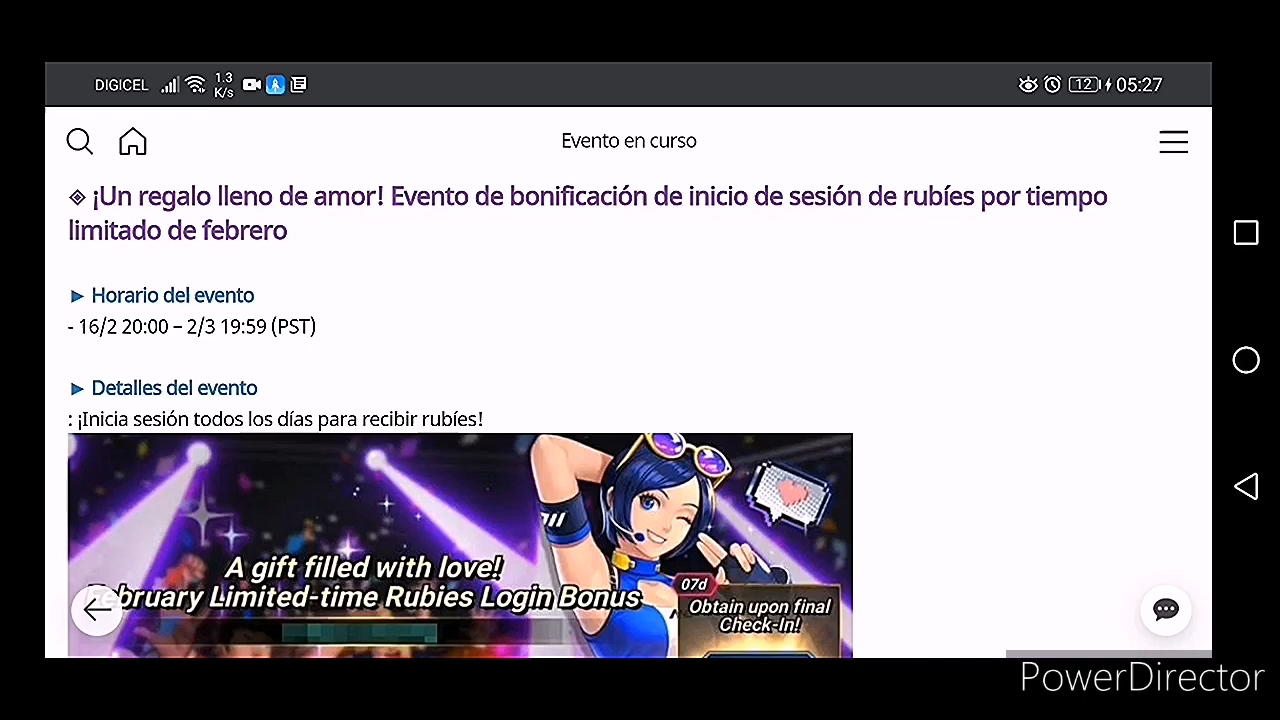 DIGICEL 1.3 K/s 12 05:27
Evento en curso
◈ ¡Un regalo lleno de amor! Evento de bonificación de inicio de sesión de rubíes por tiempo
limitado de febrero
► Horario del evento
- 16/2 20:00 – 2/3 19:59 (PST)
► Detalles del evento
: ¡Inicia sesión todos los días para recibir rubíes!
A gift filled with love!
February Limited-time Rubies Login Bonus
07d
Obtain upon final
Check-In!
PowerDirector